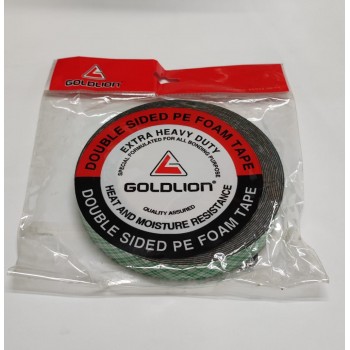 GOLDLION
DOUBLE SIDED PE FOAM TAPE
EXTRA HEAVY DUTY
SPECIAL FORMULATED FOR ALL BONDING PURPOSE
GOLDLION®
QUALITY ASSURED
HEAT AND MOISTURE RESISTANCE
DOUBLE SIDED PE FOAM TAPE